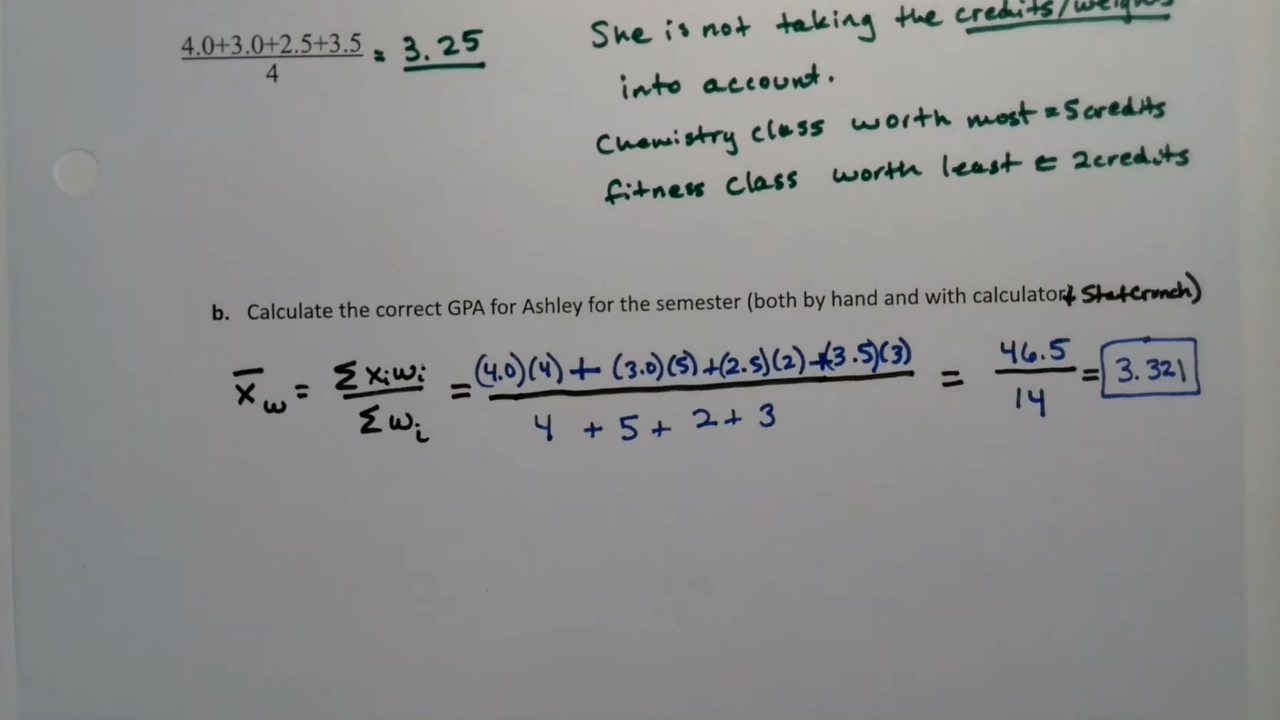 4.0+3.0+2.5+3.5 / 4 = 3.25
She is not taking the credits/weights
into account.
Chemistry class worth most = 5 credits
fitness class worth least = 2 credits
b. Calculate the correct GPA for Ashley for the semester (both by hand and with calculator & StatCrunch)
x̄w = Σxiwi / Σwi = (4.0)(4) + (3.0)(5) + (2.5)(2) + (3.5)(3) / 4 + 5 + 2 + 3 = 46.5 / 14 = 3.321